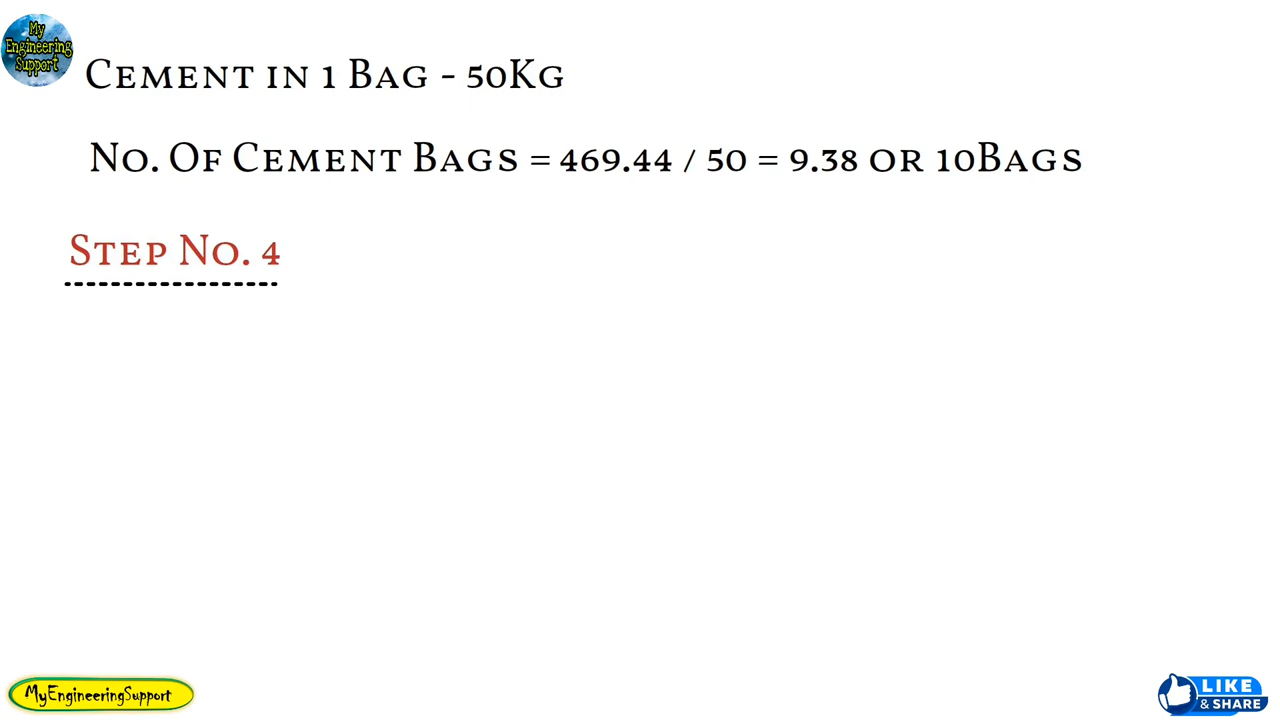 My
Engineering
Support
Cement in 1 Bag - 50Kg
No. Of Cement Bags = 469.44 / 50 = 9.38 or 10Bags
Step No. 4
MyEngineeringSupport
LIKE
& SHARE